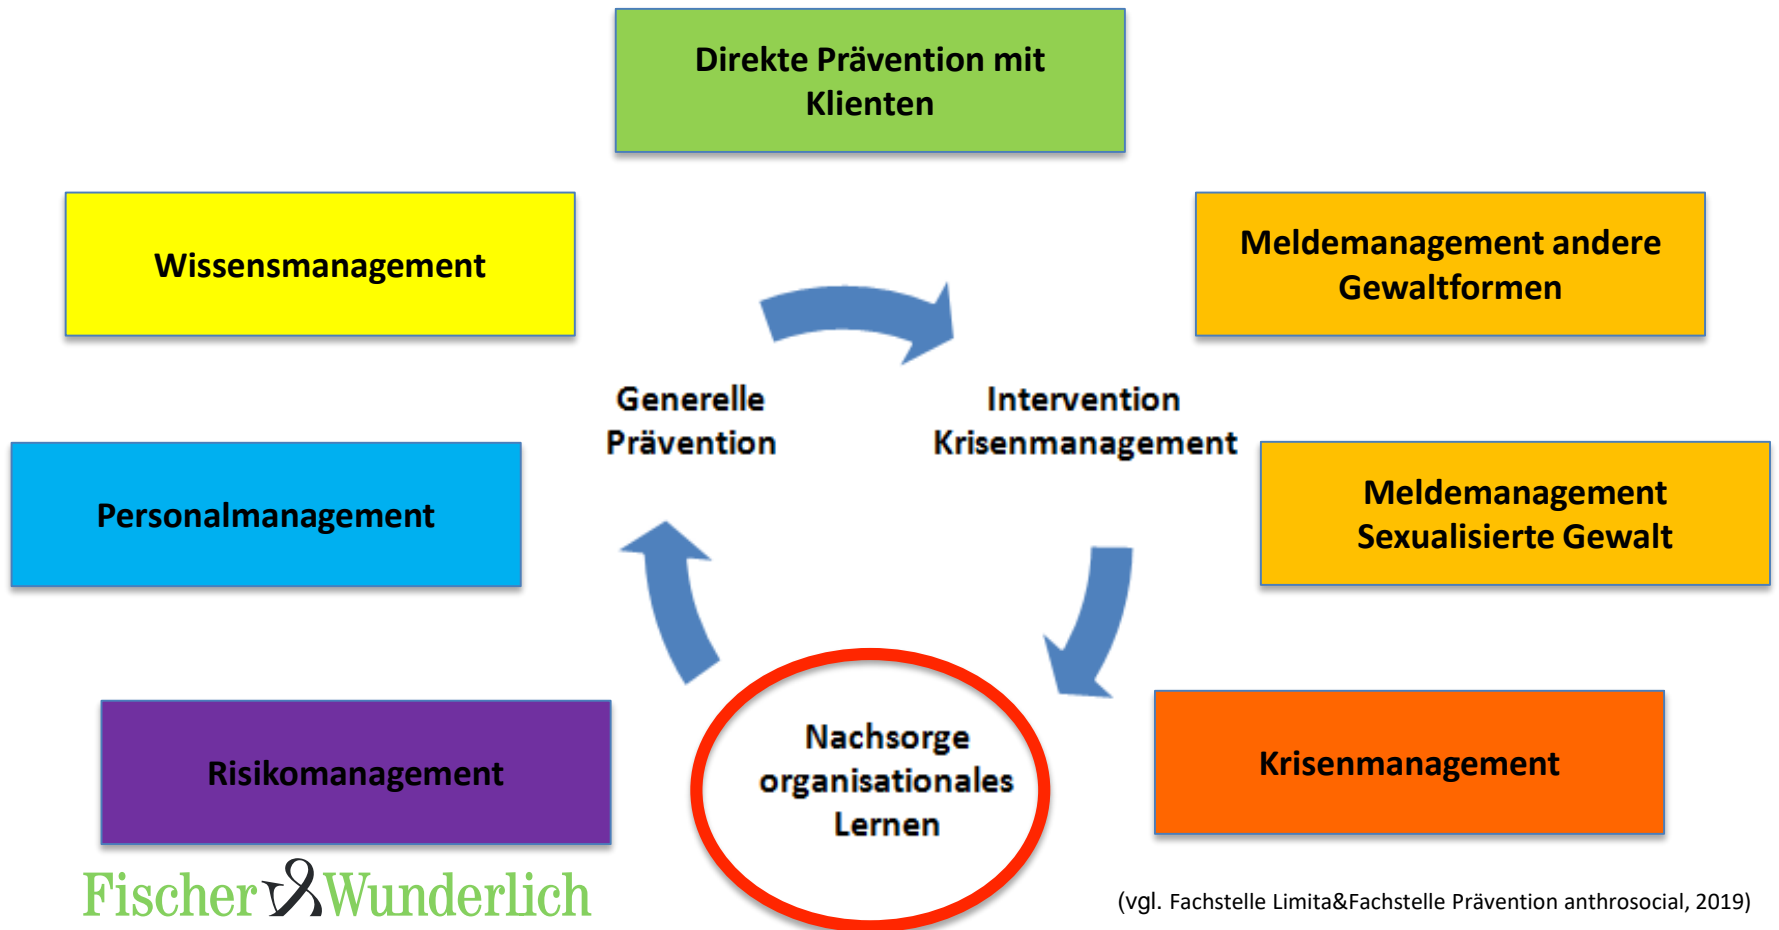 Direkte Prävention mit
Klienten
Wissensmanagement
Meldemanagement andere
Gewaltformen
Generelle
Prävention
Intervention
Krisenmanagement
Personalmanagement
Meldemanagement
Sexualisierte Gewalt
Risikomanagement
Nachsorge
organisationales
Lernen
Krisenmanagement
Fischer & Wunderlich
(vgl. Fachstelle Limita&Fachstelle Prävention anthrosocial, 2019)